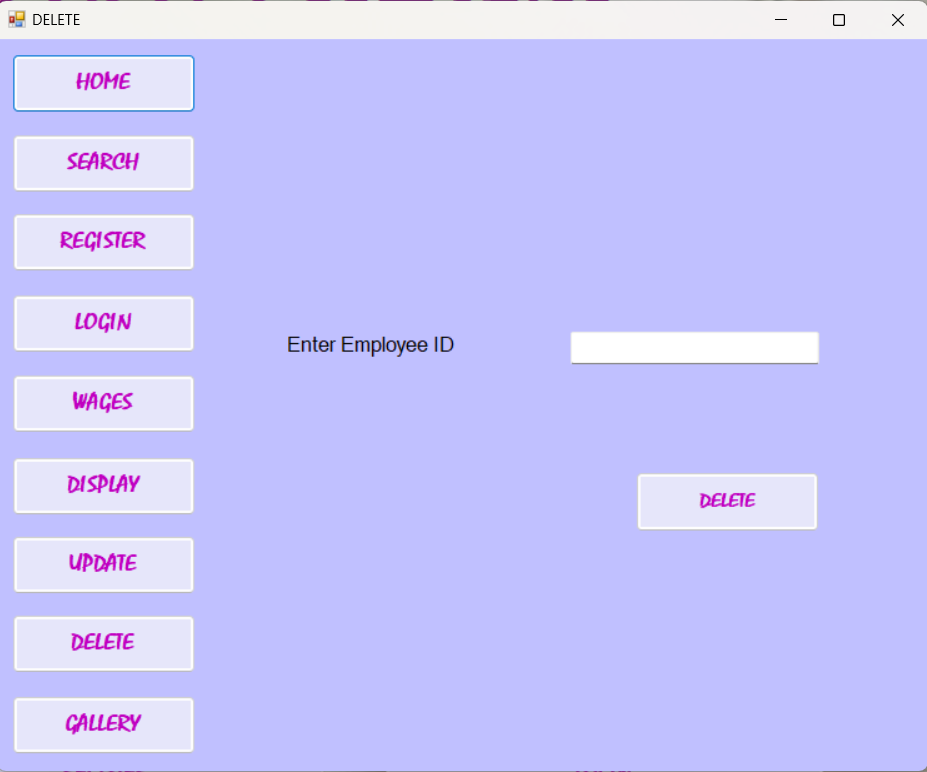 DELETE
HOME
SEARCH
REGISTER
LOGIN
WAGES
DISPLAY
UPDATE
DELETE
GALLERY
Enter Employee ID
DELETE